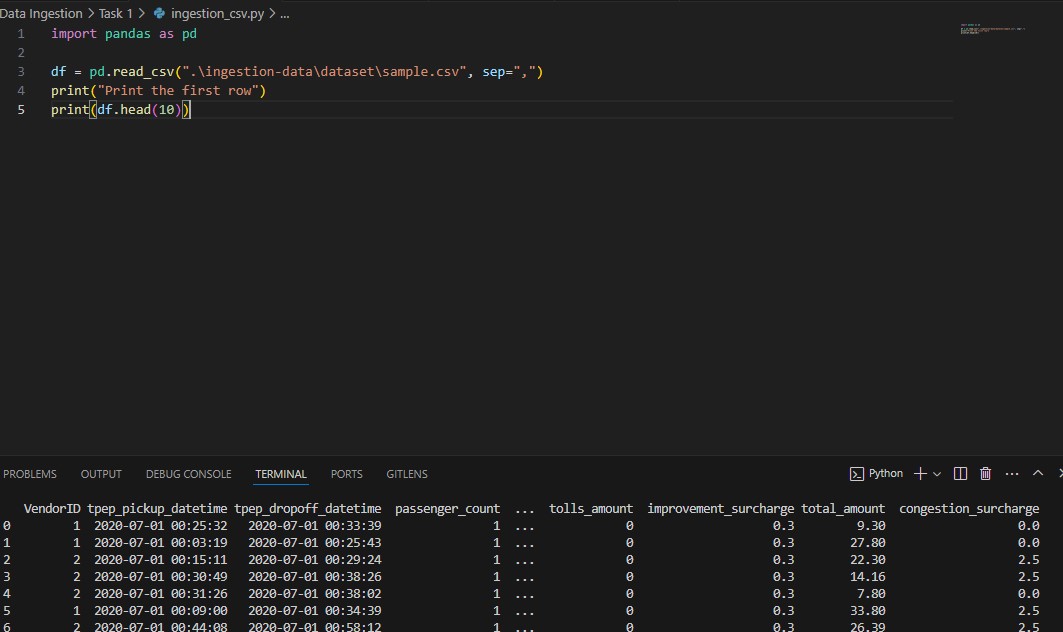 Data Ingestion > Task 1 > ingestion_csv.py > ...
1 import pandas as pd
2
3 df = pd.read_csv(".\ingestion-data\dataset\sample.csv", sep=",")
4 print("Print the first row")
5 print(df.head(10))
PROBLEMS OUTPUT DEBUG CONSOLE TERMINAL PORTS GITLENS Python
VendorID tpep_pickup_datetime tpep_dropoff_datetime passenger_count ... tolls_amount improvement_surcharge total_amount congestion_surcharge
0 1 2020-07-01 00:25:32 2020-07-01 00:33:39 1 ... 0 0.3 9.30 0.0
1 1 2020-07-01 00:03:19 2020-07-01 00:25:43 1 ... 0 0.3 27.80 0.0
2 2 2020-07-01 00:15:11 2020-07-01 00:29:24 1 ... 0 0.3 22.30 2.5
3 2 2020-07-01 00:30:49 2020-07-01 00:38:26 1 ... 0 0.3 14.16 2.5
4 2 2020-07-01 00:31:26 2020-07-01 00:38:02 1 ... 0 0.3 7.80 0.0
5 1 2020-07-01 00:09:00 2020-07-01 00:34:39 1 ... 0 0.3 33.80 2.5
6 2 2020-07-01 00:44:08 2020-07-01 00:58:12 1 ... 0 0.3 26.39 2.5